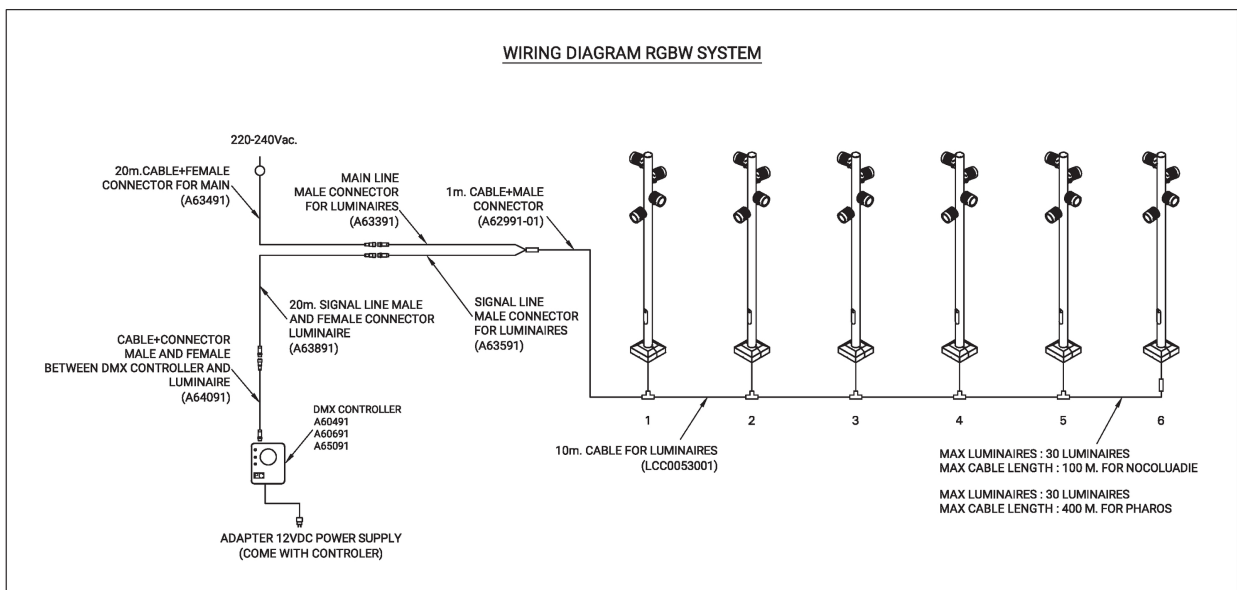 WIRING DIAGRAM RGBW SYSTEM
220-240Vac.
20m.CABLE+FEMALE
CONNECTOR FOR MAIN
(A63491)
MAIN LINE
MALE CONNECTOR
FOR LUMINAIRES
(A63391)
1m. CABLE+MALE
CONNECTOR
(A62991-01)
20m. SIGNAL LINE MALE
AND FEMALE CONNECTOR
LUMINAIRE
(A63891)
SIGNAL LINE
MALE CONNECTOR
FOR LUMINAIRES
(A63591)
CABLE+CONNECTOR
MALE AND FEMALE
BETWEEN DMX CONTROLLER AND
LUMINAIRE
(A64091)
DMX CONTROLLER
A60491
A60691
A65091
ADAPTER 12VDC POWER SUPPLY
(COME WITH CONTROLER)
1 2 3 4 5 6
10m. CABLE FOR LUMINAIRES
(LCC0053001)
MAX LUMINAIRES : 30 LUMINAIRES
MAX CABLE LENGTH : 100 M. FOR NOCOLUADIE
MAX LUMINAIRES : 30 LUMINAIRES
MAX CABLE LENGTH : 400 M. FOR PHAROS